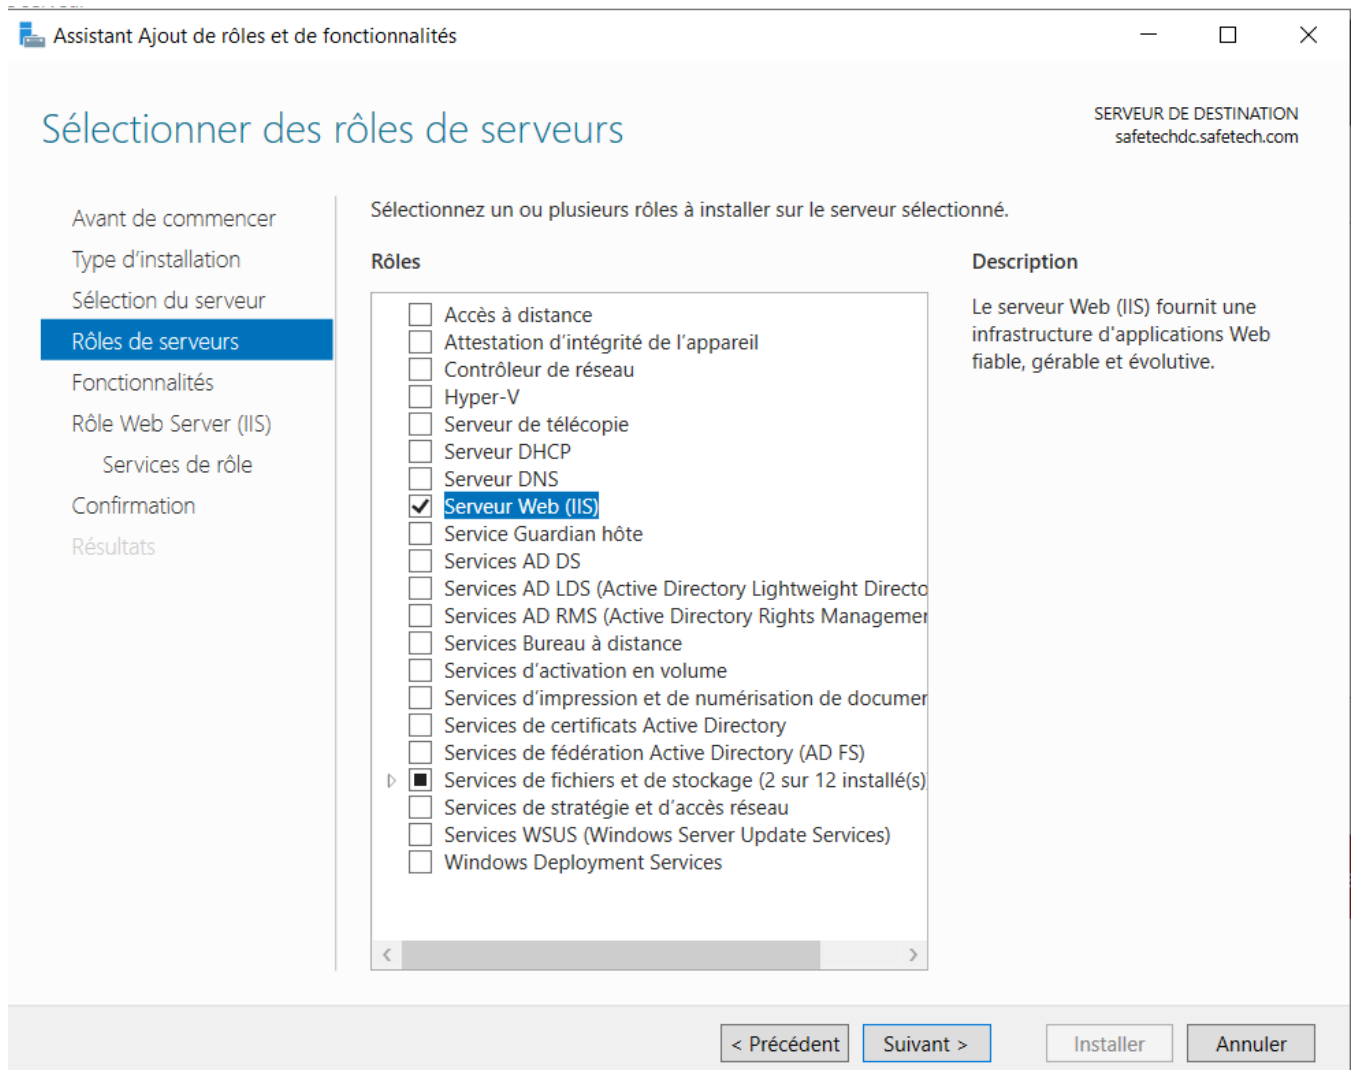 Assistant Ajout de rôles et de fonctionnalités
Sélectionner des rôles de serveurs
SERVEUR DE DESTINATION
safetechdc.safetech.com
Avant de commencer
Type d'installation
Sélection du serveur
Rôles de serveurs
Fonctionnalités
Rôle Web Server (IIS)
Services de rôle
Confirmation
Résultats
Sélectionnez un ou plusieurs rôles à installer sur le serveur sélectionné.
Rôles
Accès à distance
Attestation d'intégrité de l'appareil
Contrôleur de réseau
Hyper-V
Serveur de télécopie
Serveur DHCP
Serveur DNS
Serveur Web (IIS)
Service Guardian hôte
Services AD DS
Services AD LDS (Active Directory Lightweight Directo
Services AD RMS (Active Directory Rights Managemer
Services Bureau à distance
Services d'activation en volume
Services d'impression et de numérisation de documer
Services de certificats Active Directory
Services de fédération Active Directory (AD FS)
Services de fichiers et de stockage (2 sur 12 installé(s)
Services de stratégie et d'accès réseau
Services WSUS (Windows Server Update Services)
Windows Deployment Services
Description
Le serveur Web (IIS) fournit une
infrastructure d'applications Web
fiable, gérable et évolutive.
< Précédent
Suivant >
Installer
Annuler